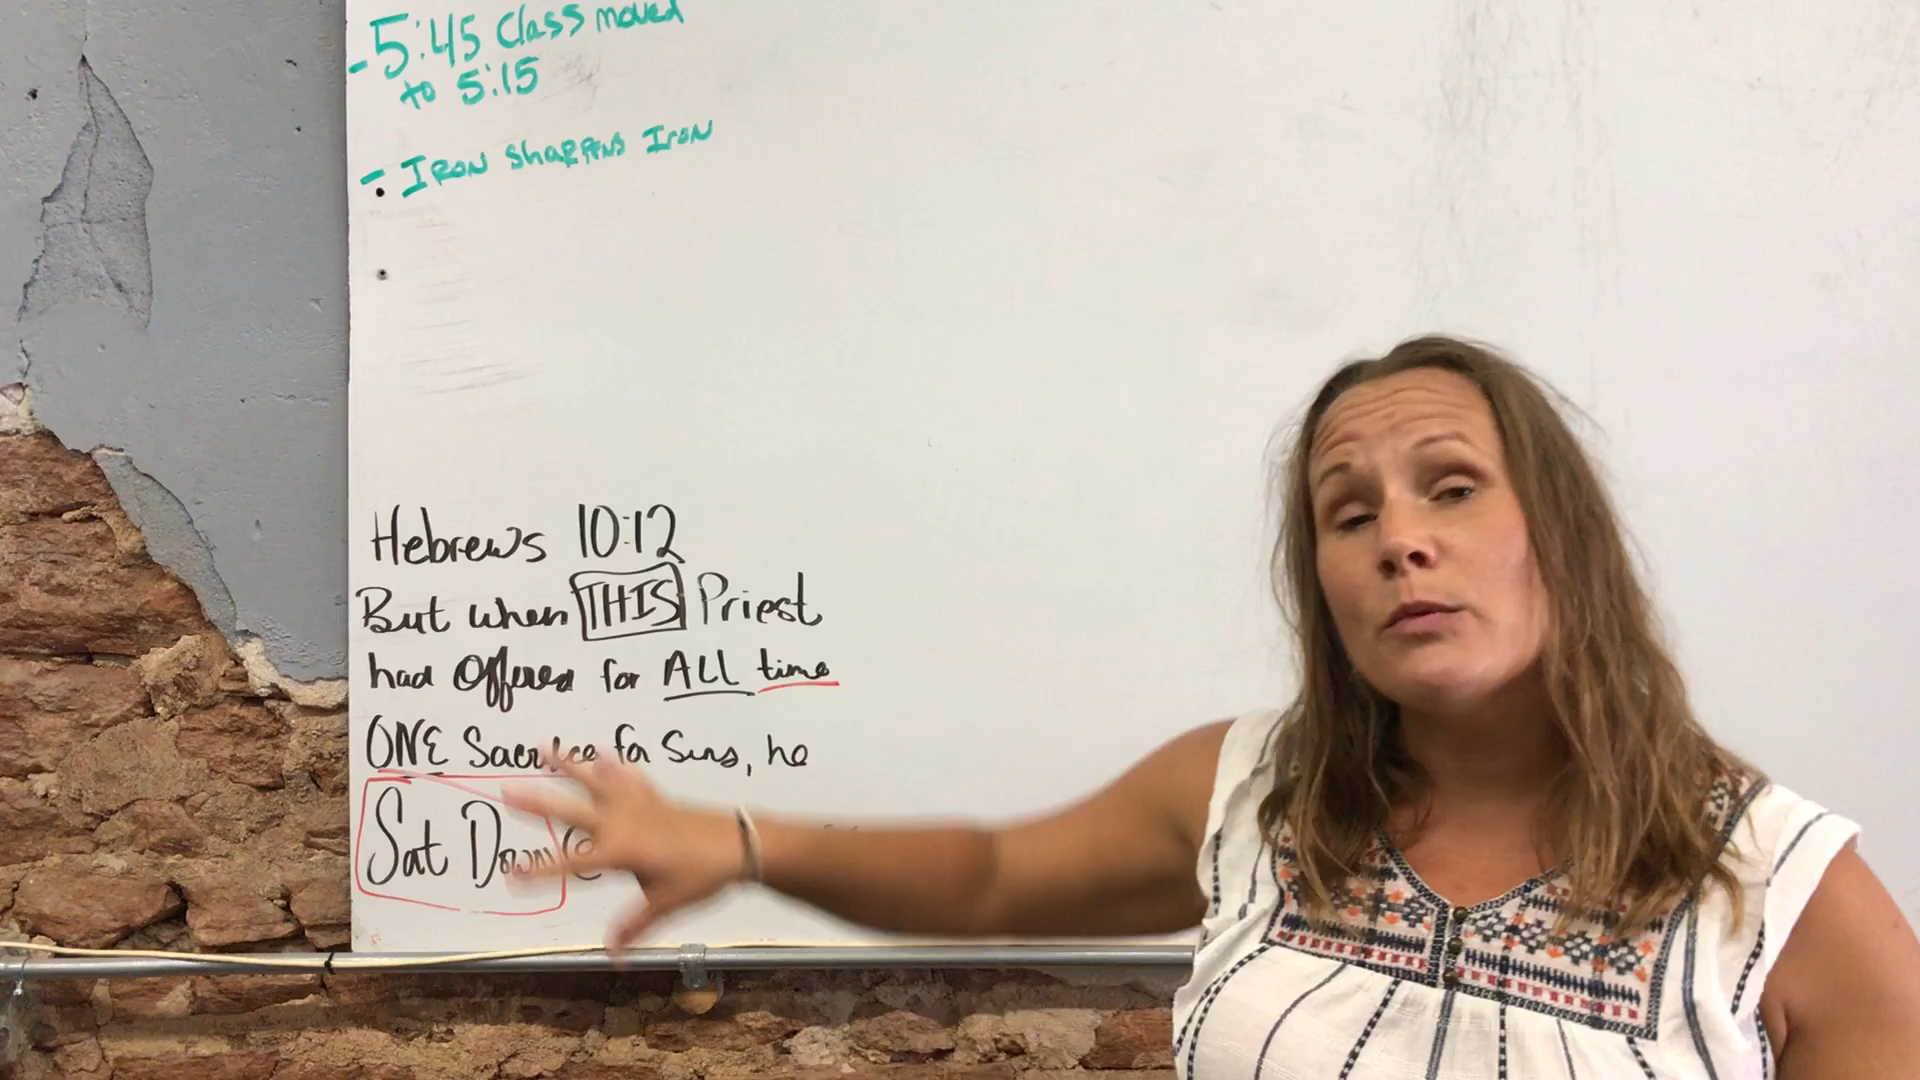 - 5:45 Class moved
to 5:15
- Iron sharpens Iron
Hebrews 10:12
But when THIS Priest
had Offered for ALL time
ONE Sacrifice for Sins, he
Sat Down @